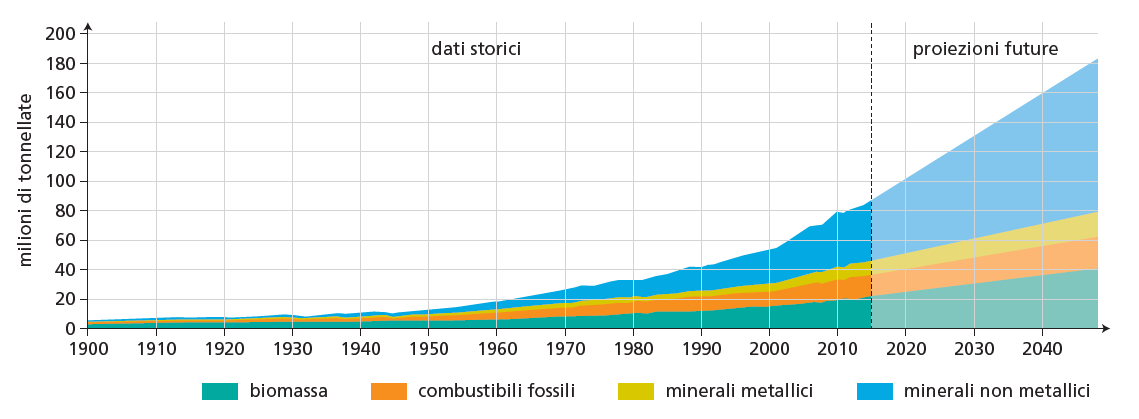 200
180
160
140
120
100
80
60
40
20
0
milioni di tonnellate
dati storici
proiezioni future
1900 1910 1920 1930 1940 1950 1960 1970 1980 1990 2000 2010 2020 2030 2040
biomassa combustibili fossili minerali metallici minerali non metallici